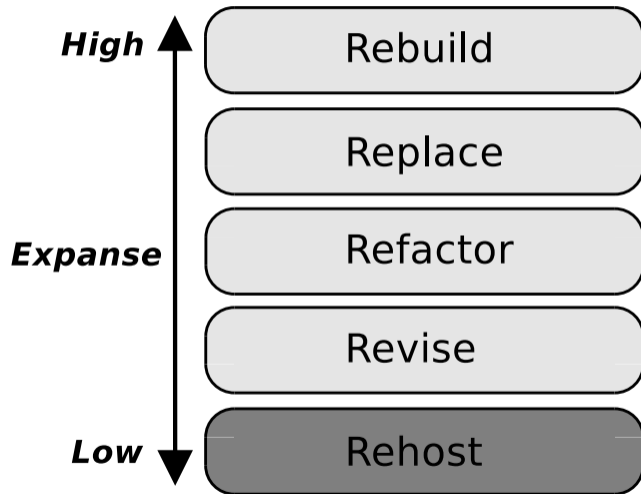 High
Rebuild
Replace
Expanse
Refactor
Revise
Low
Rehost